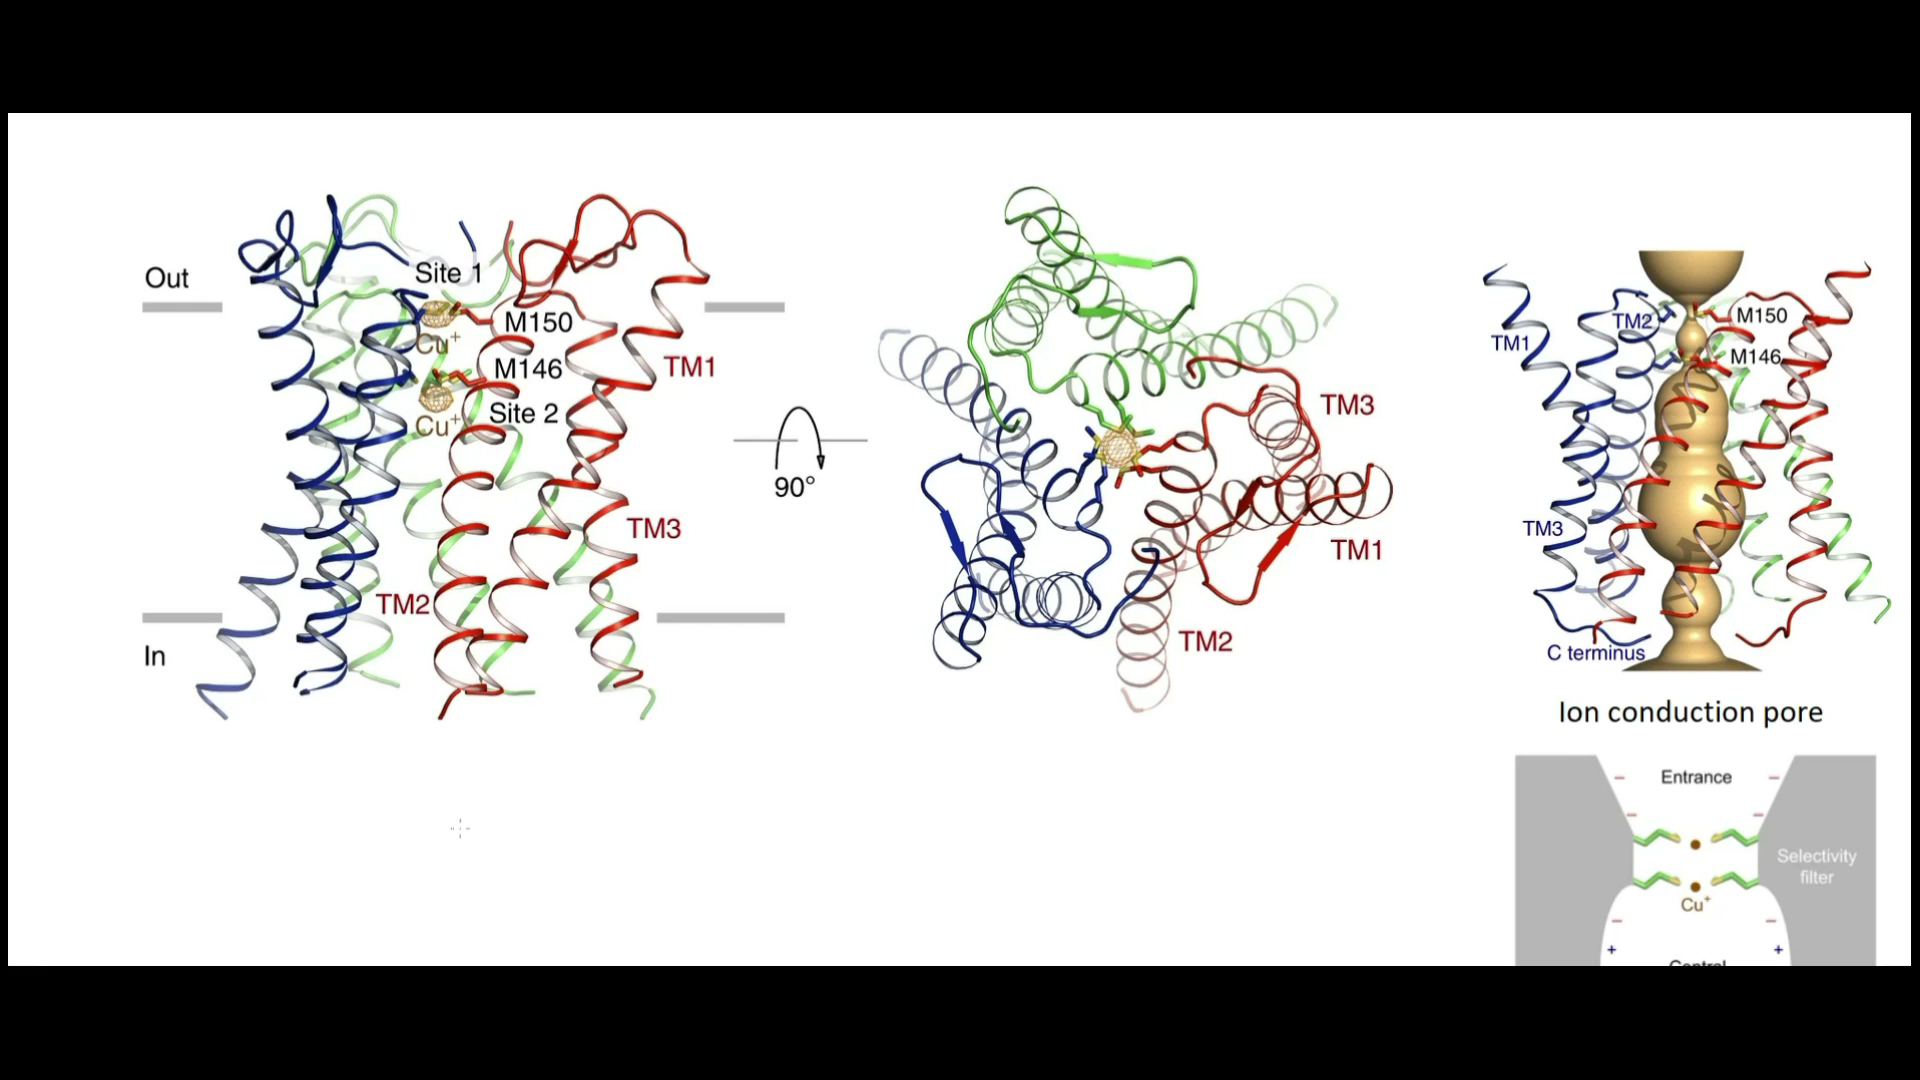 Out
Site 1
M150
Cu⁺
M146
TM1
Site 2
Cu⁺
TM3
TM2
In
90°
TM3
TM1
TM2
M150
TM2
TM1
M146
TM3
C terminus
Ion conduction pore
− Entrance −
− −
Selectivity
filter
Cu⁺
− −
+ +